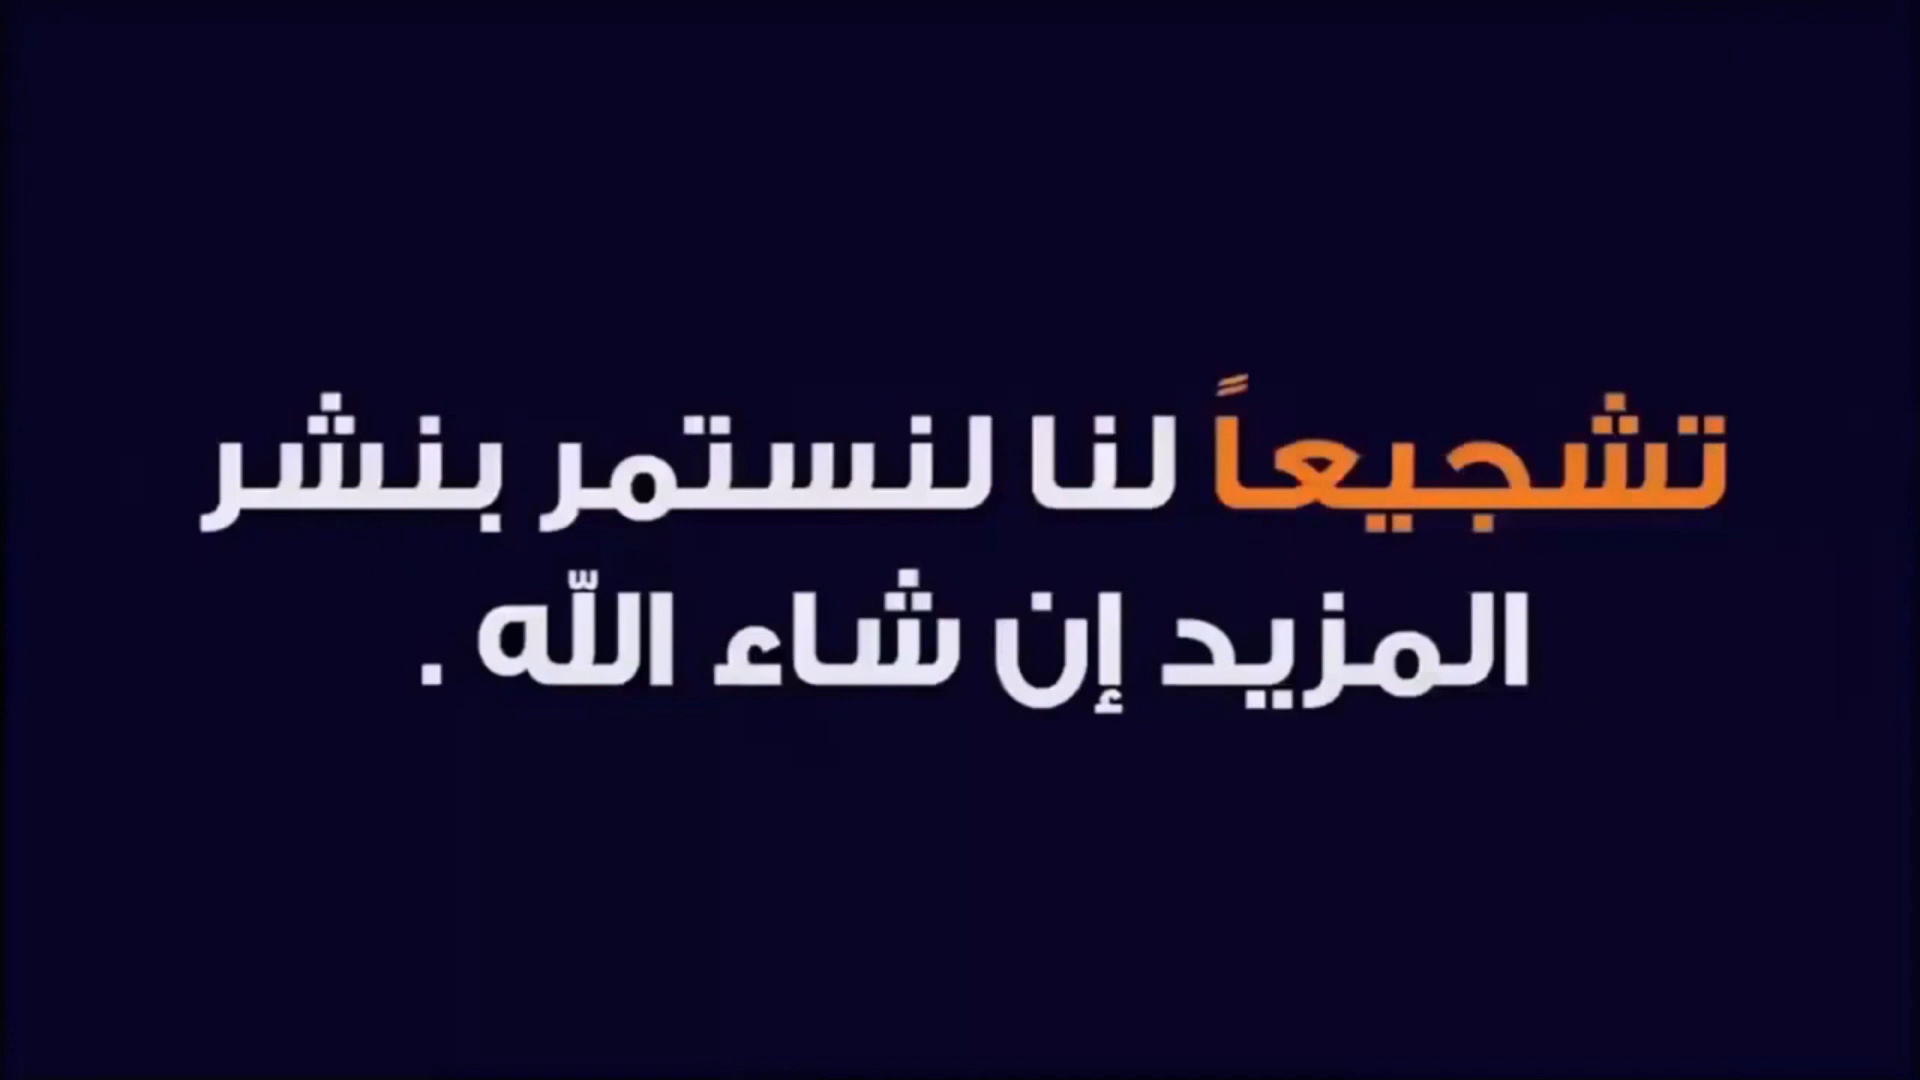 تشجيعاً لنا لنستمر بنشر
المزيد إن شاء اللّه .